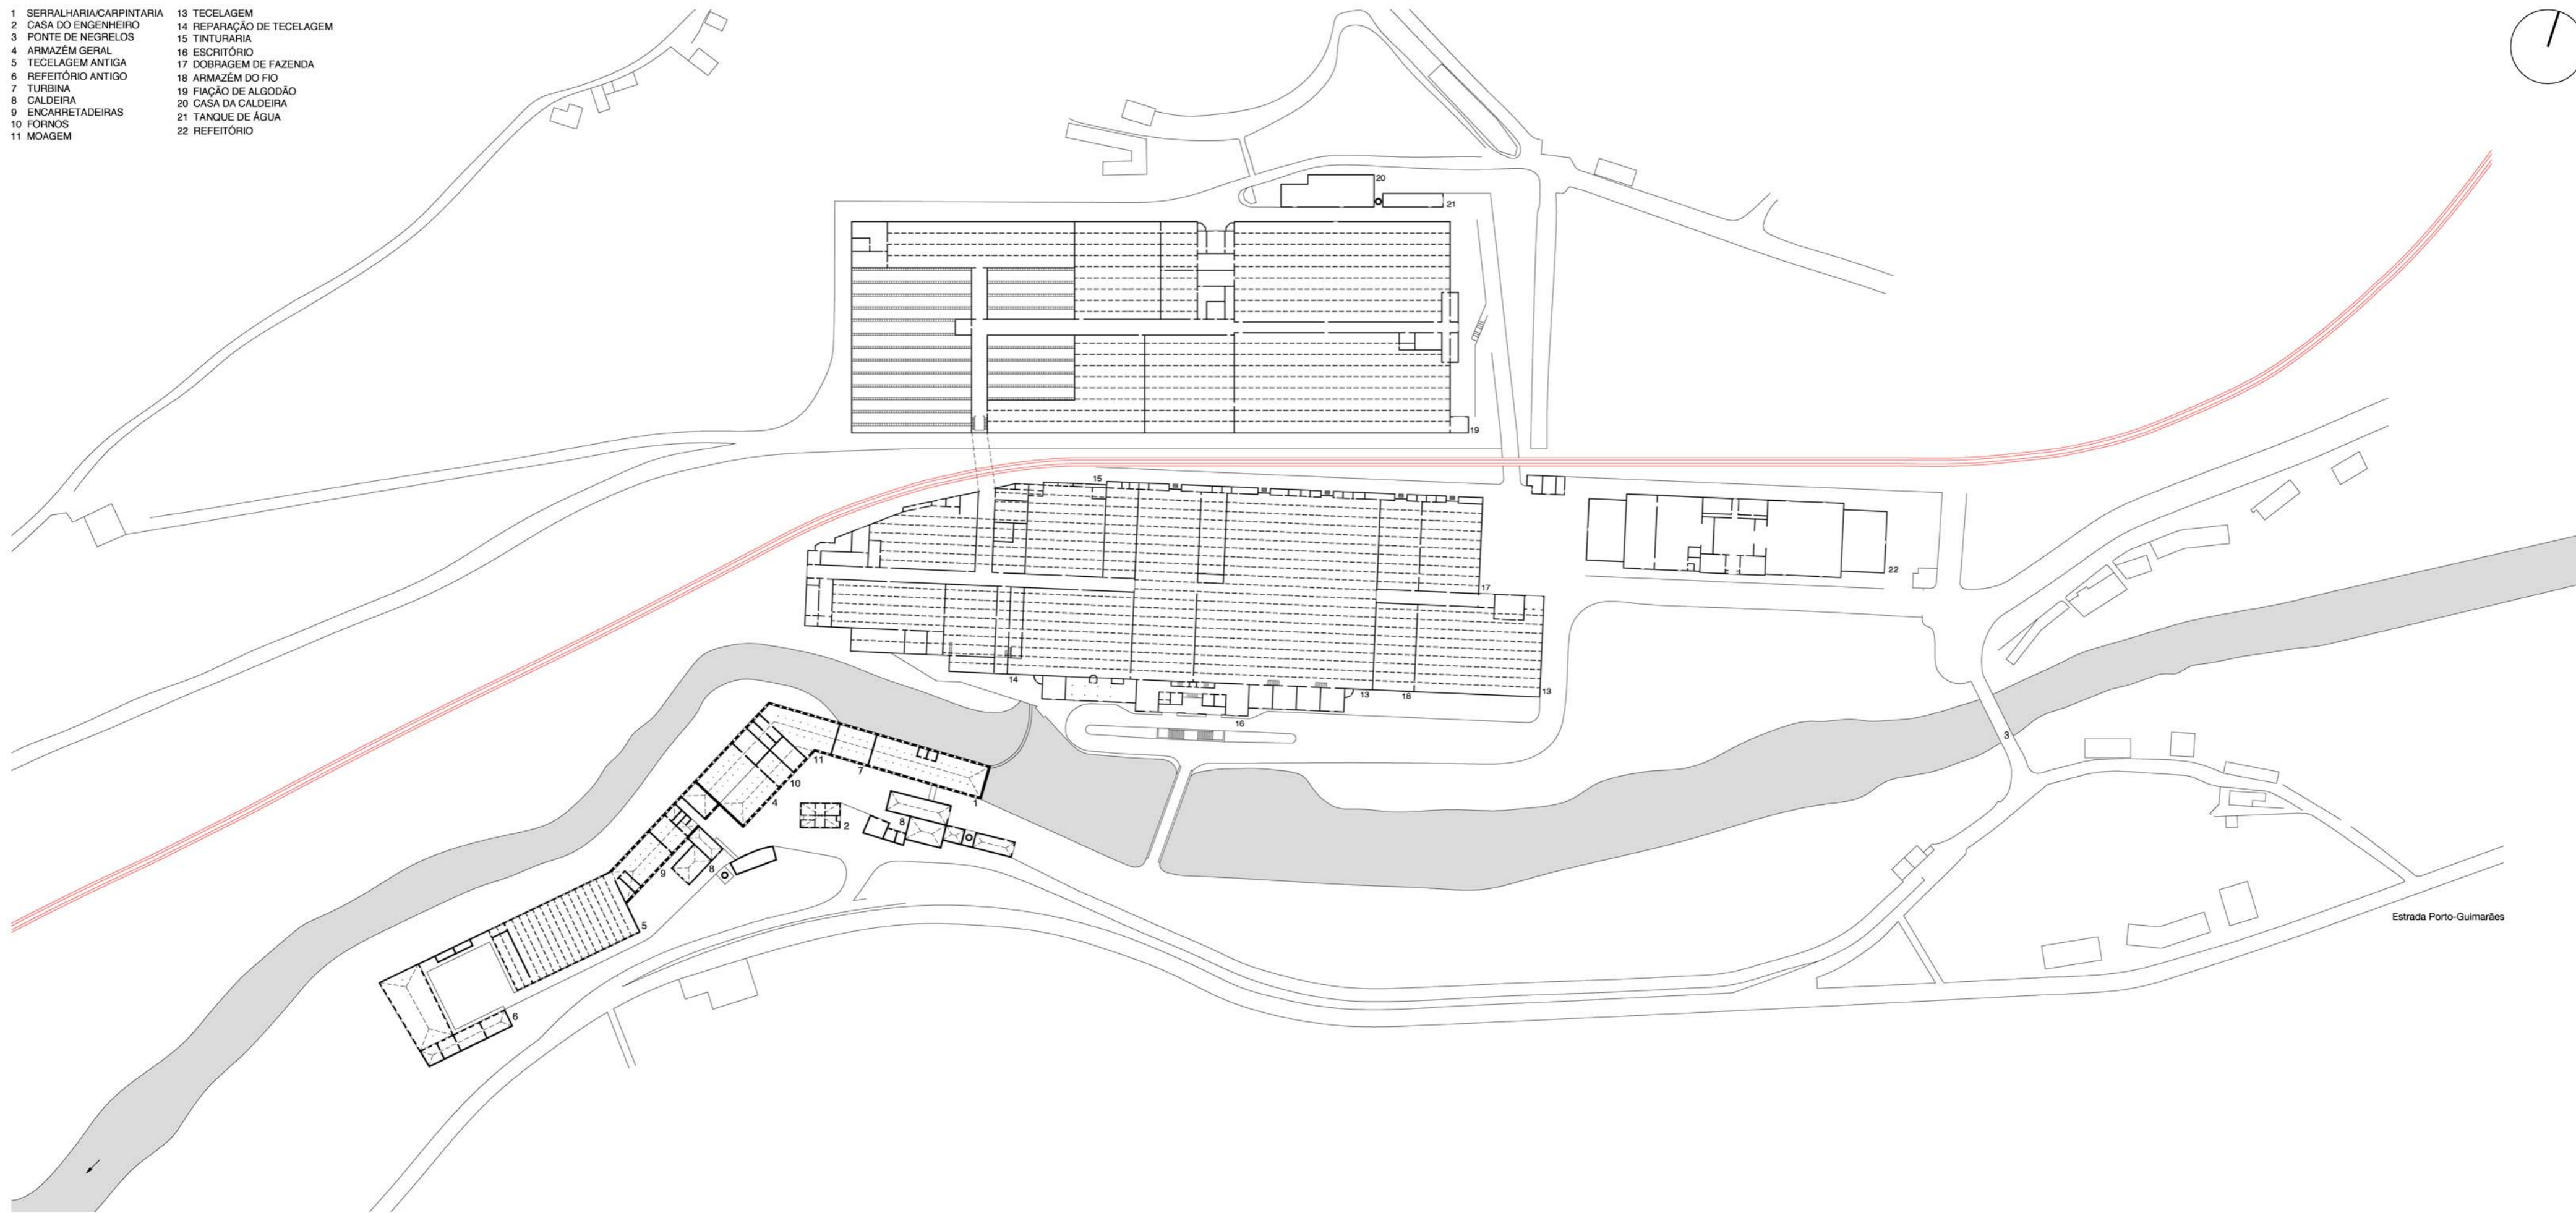 1 SERRALHARIA/CARPINTARIA
2 CASA DO ENGENHEIRO
3 PONTE DE NEGRELOS
4 ARMAZÉM GERAL
5 TECELAGEM ANTIGA
6 REFEITÓRIO ANTIGO
7 TURBINA
8 CALDEIRA
9 ENCARRETADEIRAS
10 FORNOS
11 MOAGEM
13 TECELAGEM
14 REPARAÇÃO DE TECELAGEM
15 TINTURARIA
16 ESCRITÓRIO
17 DOBRAGEM DE FAZENDA
18 ARMAZÉM DO FIO
19 FIAÇÃO DE ALGODÃO
20 CASA DA CALDEIRA
21 TANQUE DE ÁGUA
22 REFEITÓRIO
20
21
19
15
22
17
14
13
18
13
16
3
11
7
10
4
1
2
8
9
8
5
6
Estrada Porto-Guimarães